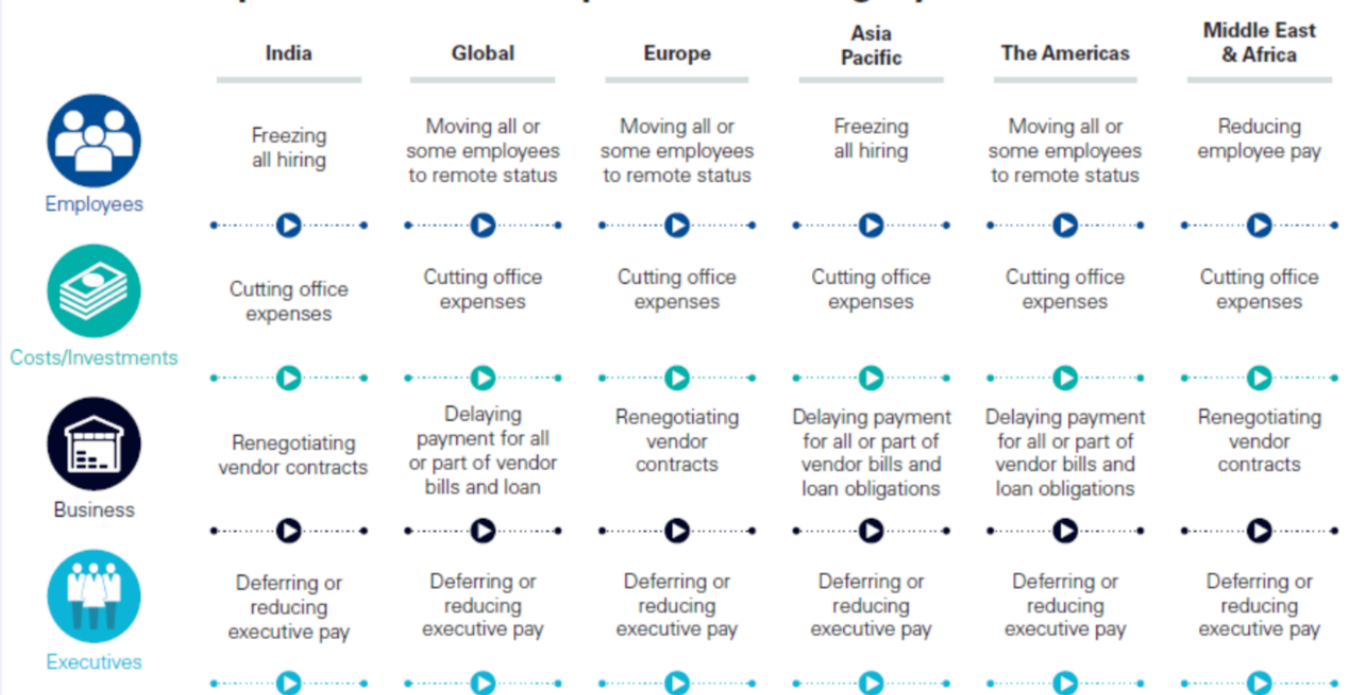 India
Global
Europe
Asia
Pacific
The Americas
Middle East
& Africa
Employees
Freezing
all hiring
Moving all or
some employees
to remote status
Moving all or
some employees
to remote status
Freezing
all hiring
Moving all or
some employees
to remote status
Reducing
employee pay
Costs/Investments
Cutting office
expenses
Cutting office
expenses
Cutting office
expenses
Cutting office
expenses
Cutting office
expenses
Cutting office
expenses
Business
Renegotiating
vendor contracts
Delaying
payment for all
or part of vendor
bills and loan
Renegotiating
vendor
contracts
Delaying payment
for all or part of
vendor bills and
loan obligations
Delaying payment
for all or part of
vendor bills and
loan obligations
Renegotiating
vendor
contracts
Executives
Deferring or
reducing
executive pay
Deferring or
reducing
executive pay
Deferring or
reducing
executive pay
Deferring or
reducing
executive pay
Deferring or
reducing
executive pay
Deferring or
reducing
executive pay